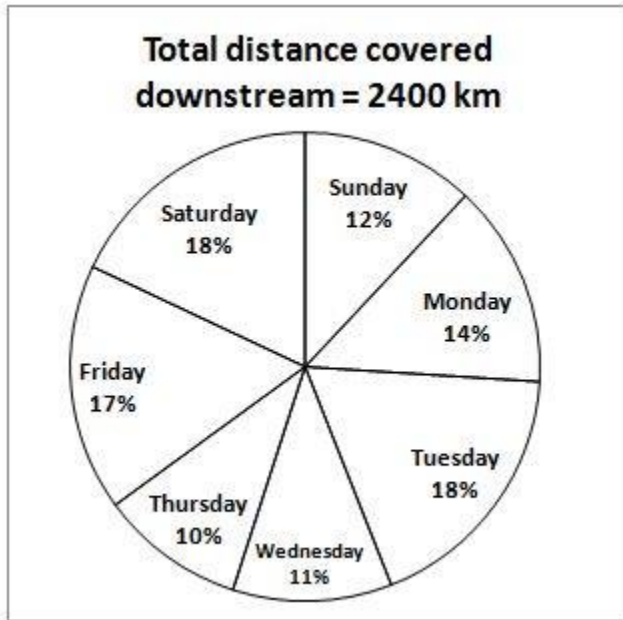 Total distance covered
downstream = 2400 km
Sunday
12%
Monday
14%
Tuesday
18%
Wednesday
11%
Thursday
10%
Friday
17%
Saturday
18%